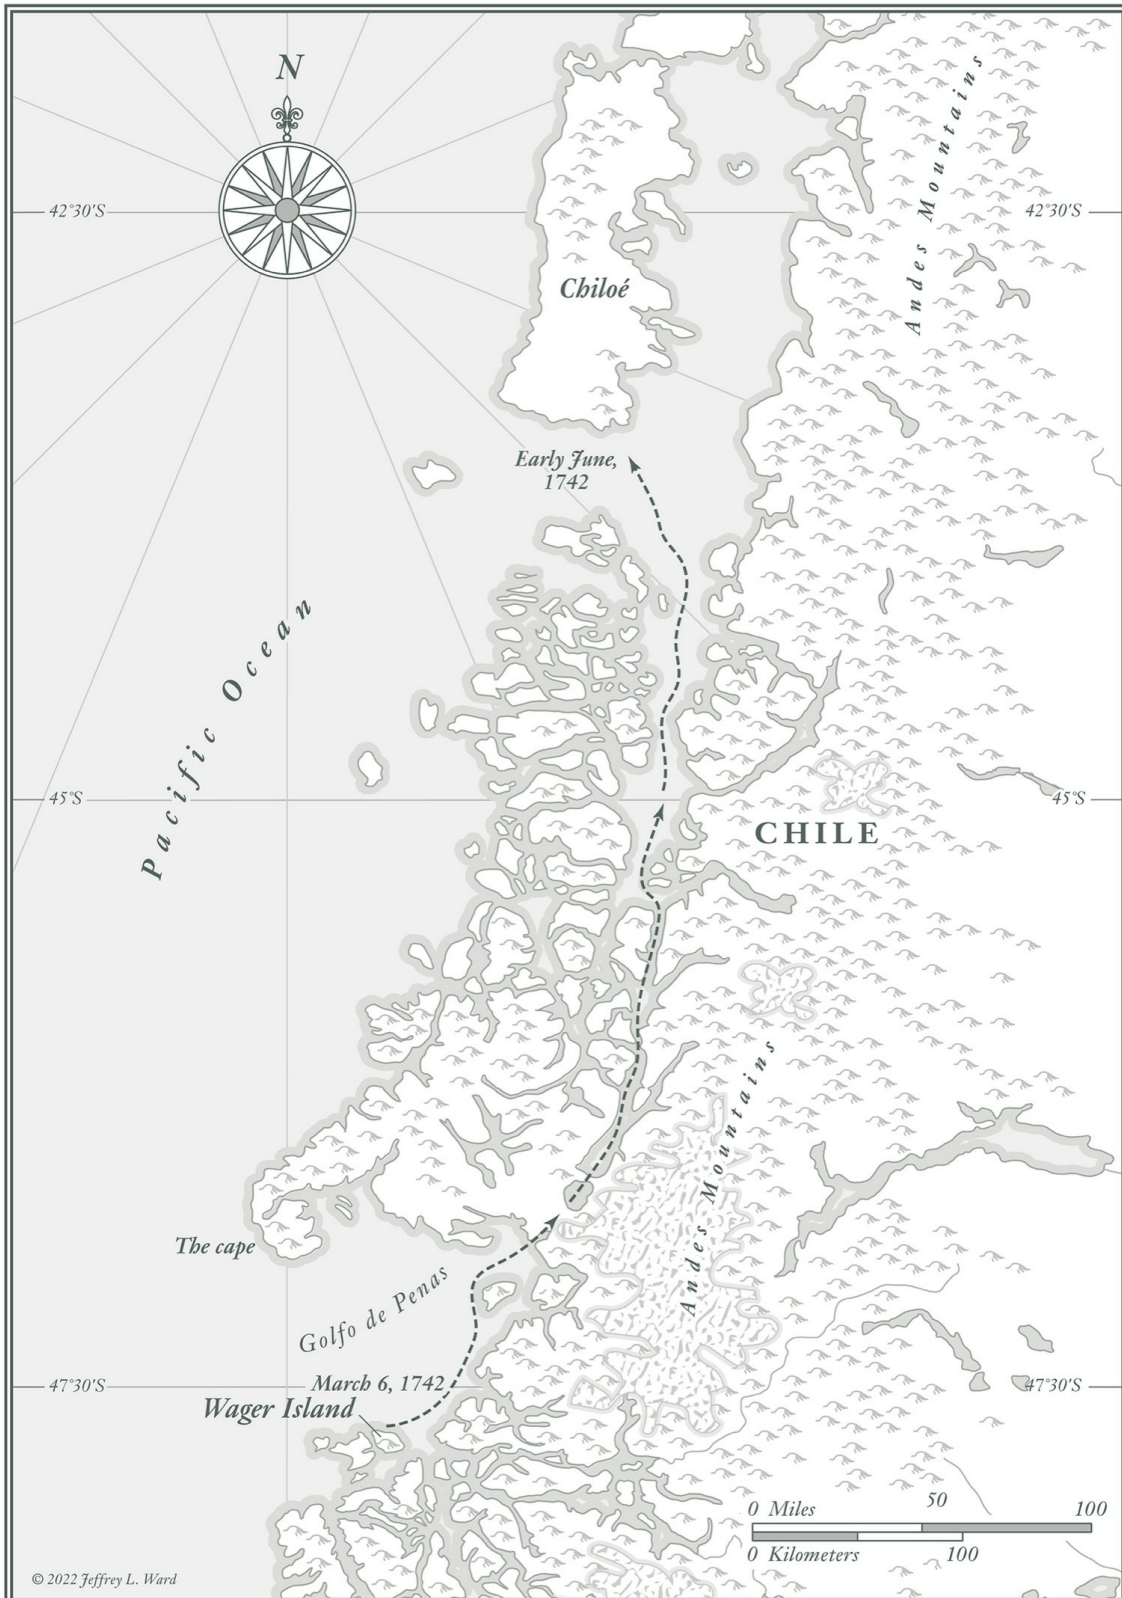 N
Andes Mountains
42°30'S
42°30'S
Chiloé
Early June,
1742
Pacific Ocean
45°S
45°S
CHILE
Andes Mountains
The cape
Golfo de Penas
March 6, 1742
47°30'S
47°30'S
Wager Island
0 Miles 50 100
0 Kilometers 100
© 2022 Jeffrey L. Ward